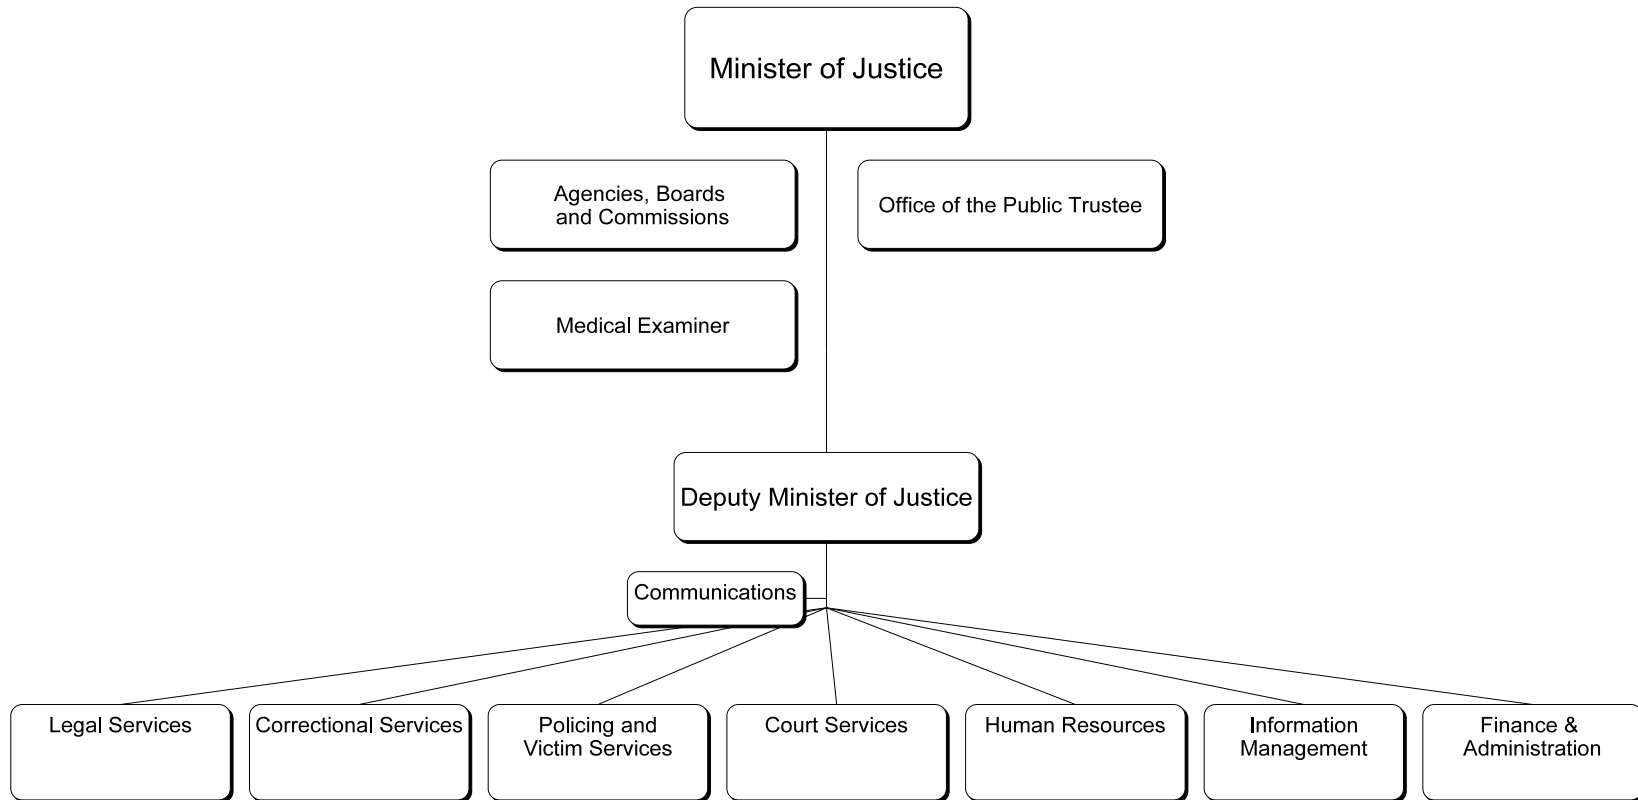 Minister of Justice
Agencies, Boards
and Commissions
Office of the Public Trustee
Medical Examiner
Deputy Minister of Justice
Communications
Legal Services
Correctional Services
Policing and
Victim Services
Court Services
Human Resources
Information
Management
Finance &
Administration